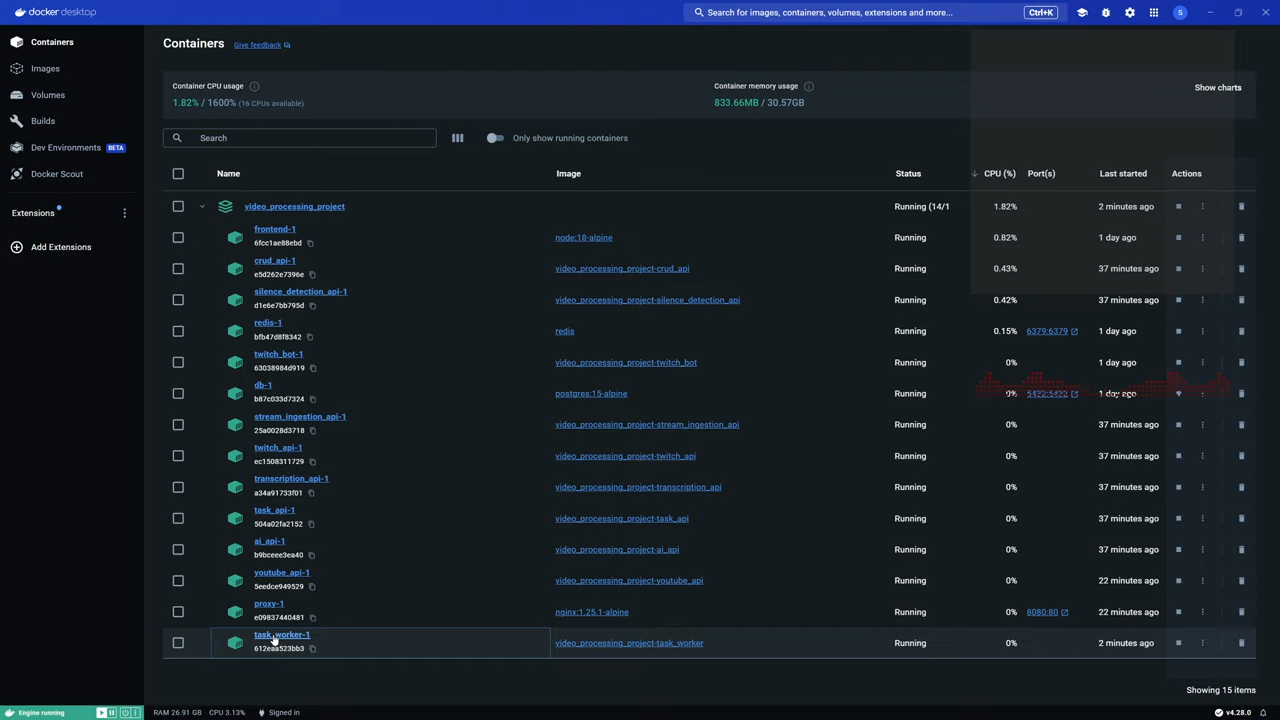 docker desktop
Search for images, containers, volumes, extensions and more... Ctrl+K S
Containers
Images
Volumes
Builds
Dev Environments BETA
Docker Scout
Extensions
Add Extensions
Containers Give feedback
Container CPU usage
1.82% / 1600% (16 CPUs available)
Container memory usage
833.66MB / 30.57GB
Show charts
Search
Only show running containers
Name Image Status CPU (%) Port(s) Last started Actions
video_processing_project Running (14/1 1.82% 2 minutes ago
frontend-1
6fcc1ae88ebd
node:18-alpine Running 0.82% 1 day ago
crud_api-1
e5d262e7396e
video_processing_project-crud_api Running 0.43% 37 minutes ago
silence_detection_api-1
d1e6e7bb795d
video_processing_project-silence_detection_api Running 0.42% 37 minutes ago
redis-1
bfb47d8f8342
redis Running 0.15% 6379:6379 1 day ago
twitch_bot-1
63038984d919
video_processing_project-twitch_bot Running 0% 1 day ago
db-1
b87c033d7324
postgres:15-alpine Running 0% 1 day ago
stream_ingestion_api-1
25a0028d3718
video_processing_project-stream_ingestion_api Running 0% 37 minutes ago
twitch_api-1
ec1508311729
video_processing_project-twitch_api Running 0% 37 minutes ago
transcription_api-1
a34a91733f01
video_processing_project-transcription_api Running 0% 37 minutes ago
task_api-1
504a02fa2152
video_processing_project-task_api Running 0% 37 minutes ago
ai_api-1
b9bceee3ea40
video_processing_project-ai_api Running 0% 37 minutes ago
youtube_api-1
5eedce949529
video_processing_project-youtube_api Running 0% 22 minutes ago
proxy-1
e09837440481
nginx:1.25.1-alpine Running 0% 8080:80 22 minutes ago
task_worker-1
612eaa523bb3
video_processing_project-task_worker Running 0% 2 minutes ago
Showing 15 items
Engine running RAM 26.91 GB CPU 3.13% Signed in v4.28.0